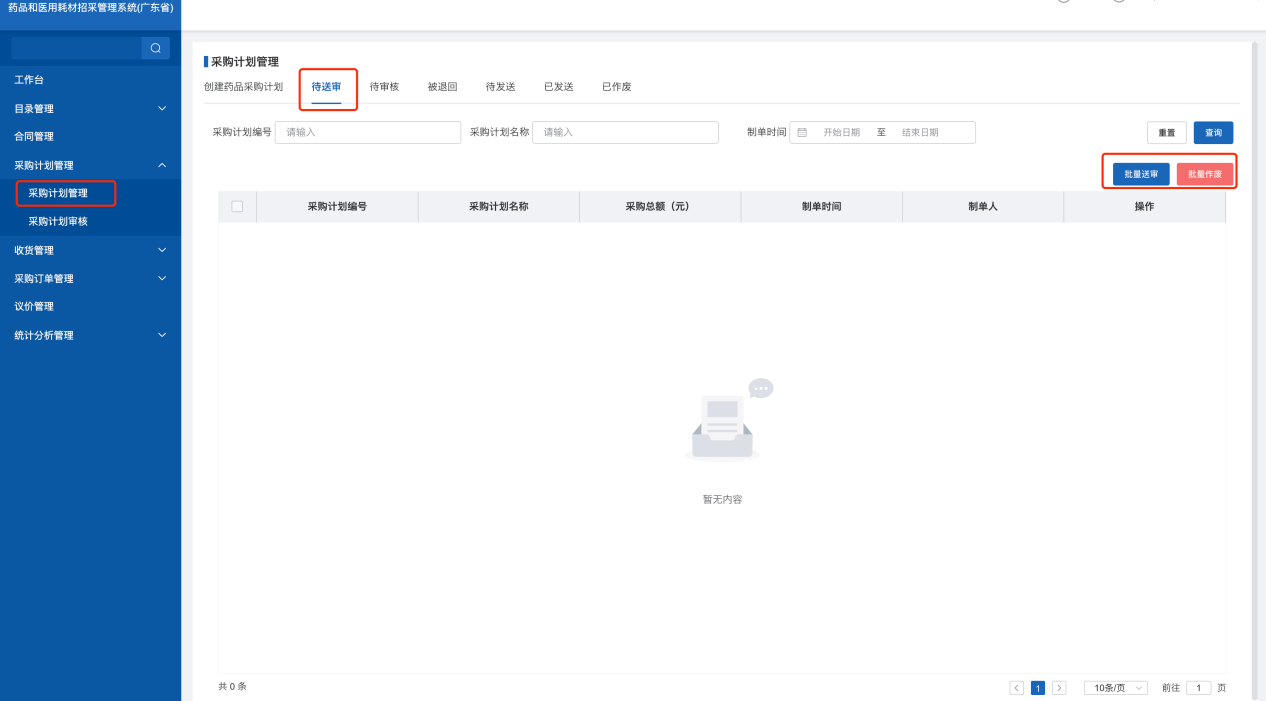 药品和医用耗材招采管理系统(广东省)
工作台
目录管理
合同管理
采购计划管理
采购计划管理
采购计划审核
收货管理
采购订单管理
议价管理
统计分析管理
采购计划管理
创建药品采购计划 待送审 待审核 被退回 待发送 已发送 已作废
采购计划编号 请输入 采购计划名称 请输入 制单时间 开始日期 至 结束日期 重置 查询
批量送审 批量作废
采购计划编号 采购计划名称 采购总额（元） 制单时间 制单人 操作
暂无内容
共 0 条 1 10条/页 前往 1 页